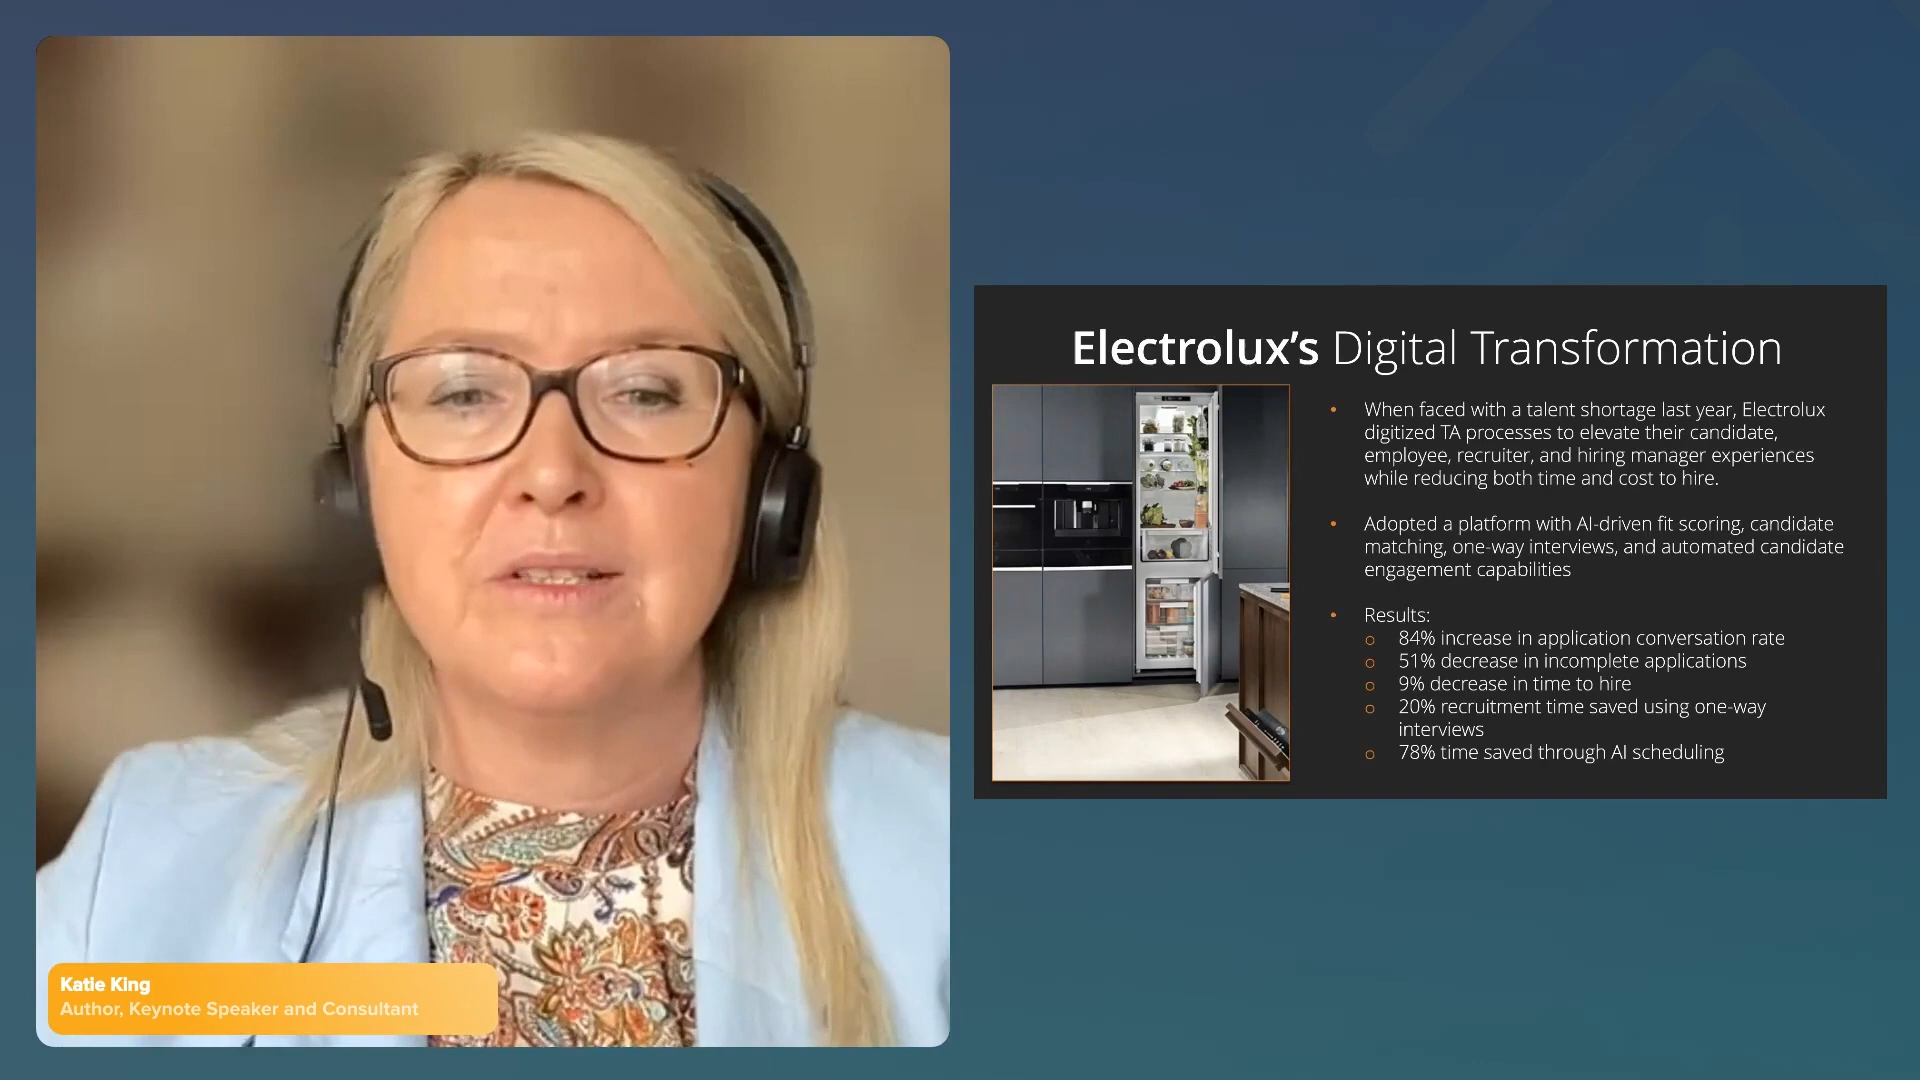 Electrolux’s Digital Transformation
• When faced with a talent shortage last year, Electrolux
digitized TA processes to elevate their candidate,
employee, recruiter, and hiring manager experiences
while reducing both time and cost to hire.
• Adopted a platform with AI-driven fit scoring, candidate
matching, one-way interviews, and automated candidate
engagement capabilities
• Results:
o 84% increase in application conversation rate
o 51% decrease in incomplete applications
o 9% decrease in time to hire
o 20% recruitment time saved using one-way
interviews
o 78% time saved through AI scheduling
Katie King
Author, Keynote Speaker and Consultant